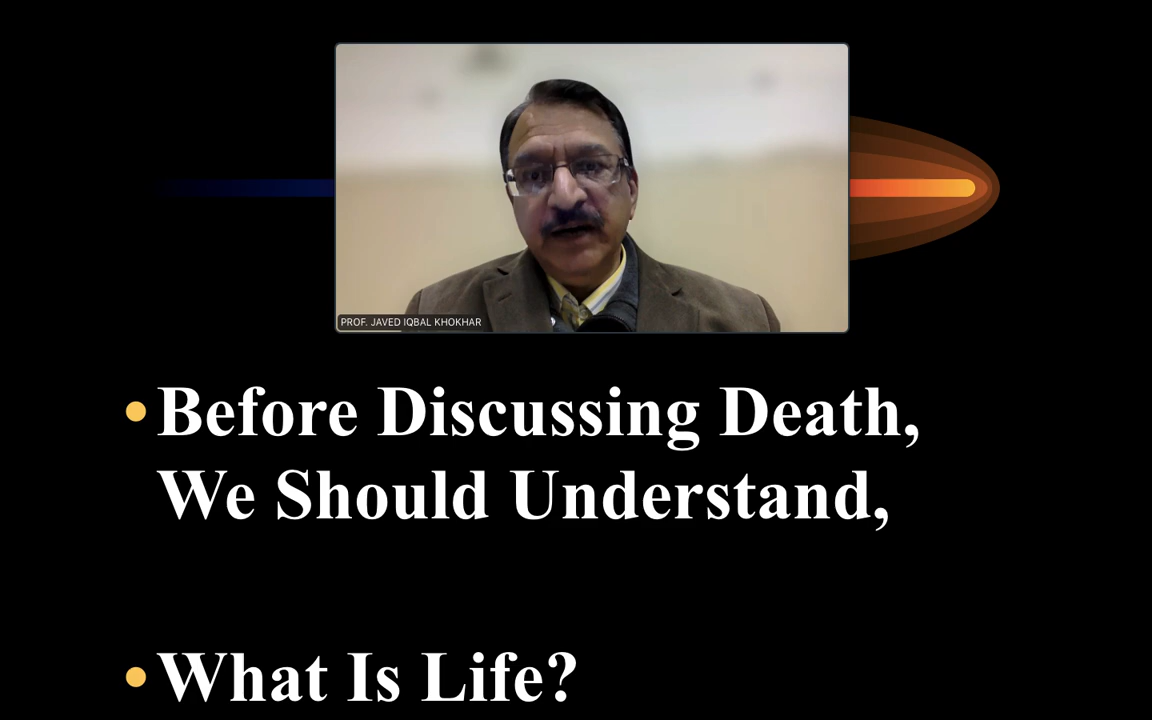 PROF. JAVED IQBAL KHOKHAR
• Before Discussing Death,
We Should Understand,
• What Is Life?